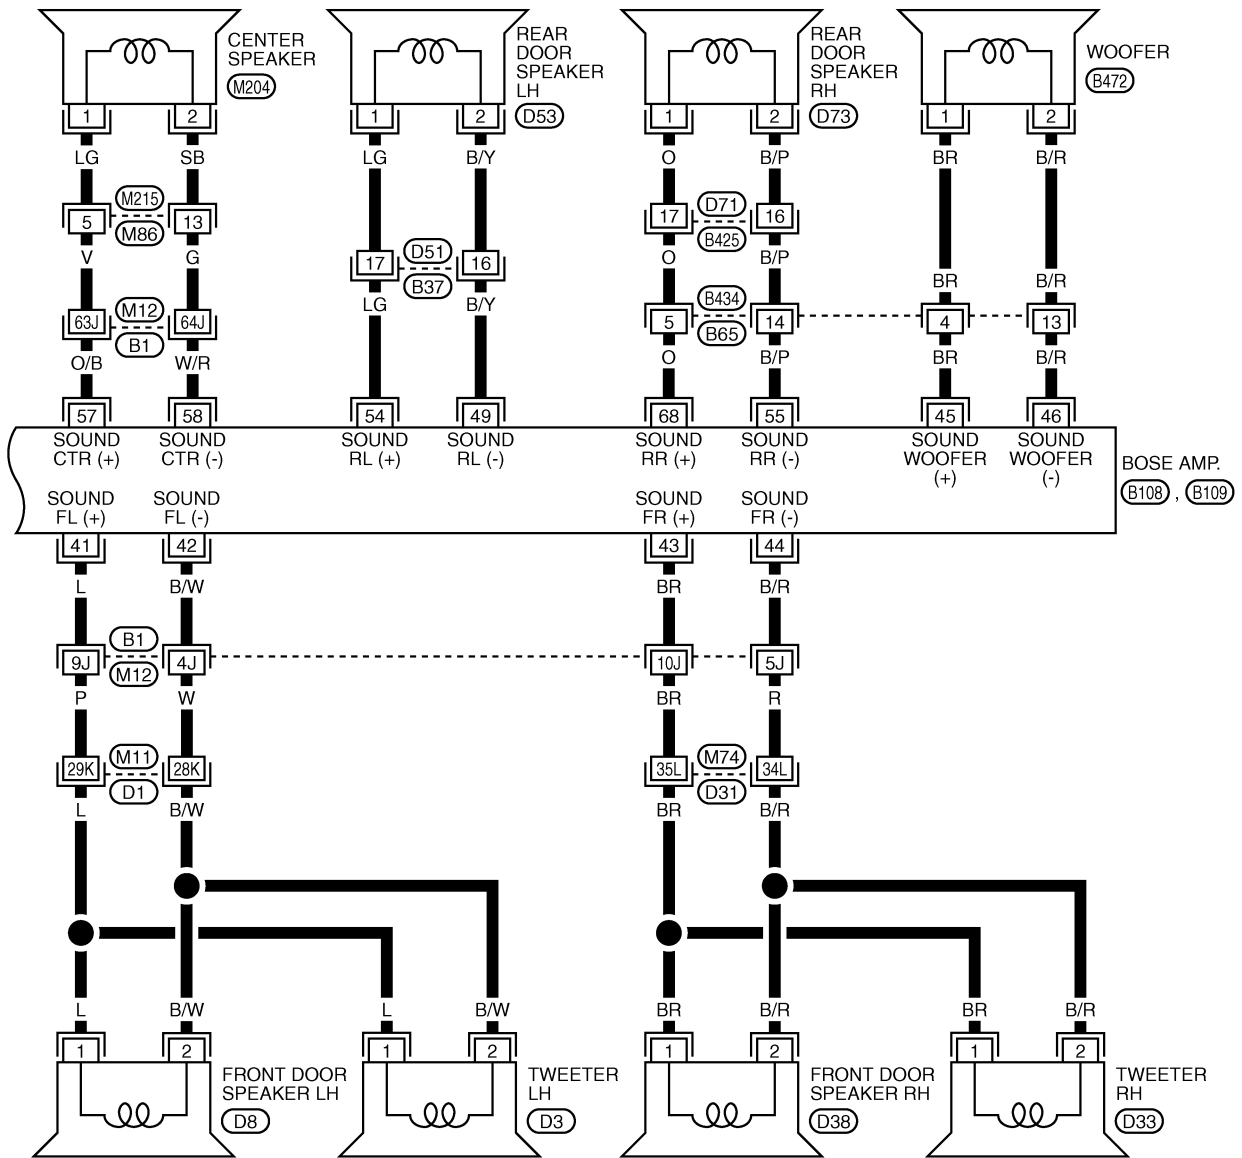 CENTER
SPEAKER
M204
REAR
DOOR
SPEAKER
LH
D53
REAR
DOOR
SPEAKER
RH
D73
WOOFER
B472
1 2 1 2 1 2 1 2
LG SB LG B/Y O B/P BR B/R
M215
5 13
M86
D71
17 16
B425
D51
17 16
B37
V G O B/P
LG B/Y
BR B/R
M12
63J 64J
B1
B434
5 14 4 13
B65
O/B W/R O B/P BR B/R
57 58 54 49 68 55 45 46
SOUND SOUND SOUND SOUND SOUND SOUND SOUND SOUND
CTR (+) CTR (-) RL (+) RL (-) RR (+) RR (-) WOOFER WOOFER
(+) (-)
BOSE AMP.
B108 , B109
SOUND SOUND SOUND SOUND
FL (+) FL (-) FR (+) FR (-)
41 42 43 44
L B/W BR B/R
B1
9J 4J 10J 5J
M12
P W BR R
M11 M74
29K 28K 35L 34L
D1 D31
L B/W BR B/R
L B/W L B/W BR B/R BR B/R
1 2 1 2 1 2 1 2
FRONT DOOR
SPEAKER LH
D8
TWEETER
LH
D3
FRONT DOOR
SPEAKER RH
D38
TWEETER
RH
D33